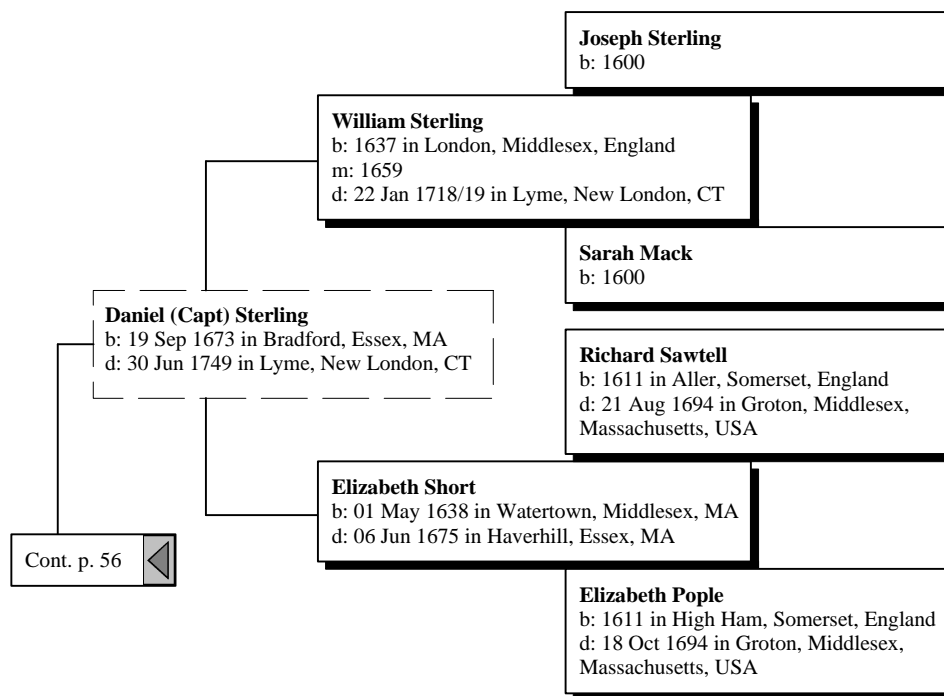 Joseph Sterling
b: 1600
William Sterling
b: 1637 in London, Middlesex, England
m: 1659
d: 22 Jan 1718/19 in Lyme, New London, CT
Sarah Mack
b: 1600
Daniel (Capt) Sterling
b: 19 Sep 1673 in Bradford, Essex, MA
d: 30 Jun 1749 in Lyme, New London, CT
Richard Sawtell
b: 1611 in Aller, Somerset, England
d: 21 Aug 1694 in Groton, Middlesex,
Massachusetts, USA
Elizabeth Short
b: 01 May 1638 in Watertown, Middlesex, MA
d: 06 Jun 1675 in Haverhill, Essex, MA
Cont. p. 56
Elizabeth Pople
b: 1611 in High Ham, Somerset, England
d: 18 Oct 1694 in Groton, Middlesex,
Massachusetts, USA